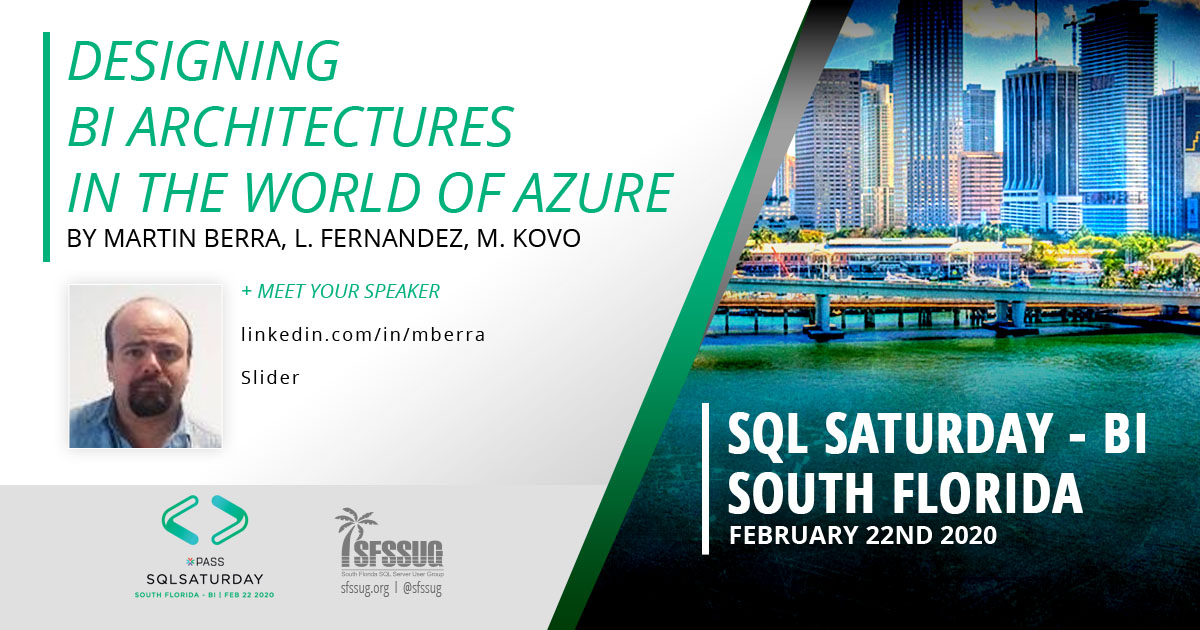 DESIGNING
BI ARCHITECTURES
IN THE WORLD OF AZURE
BY MARTIN BERRA, L. FERNANDEZ, M. KOVO
+ MEET YOUR SPEAKER
linkedin.com/in/mberra
Slider
SQL SATURDAY - BI
SOUTH FLORIDA
FEBRUARY 22ND 2020
PASS
SQLSATURDAY
SOUTH FLORIDA - BI | FEB 22 2020
SFSSUG
South Florida SQL Server User Group
sfssug.org | @sfssug